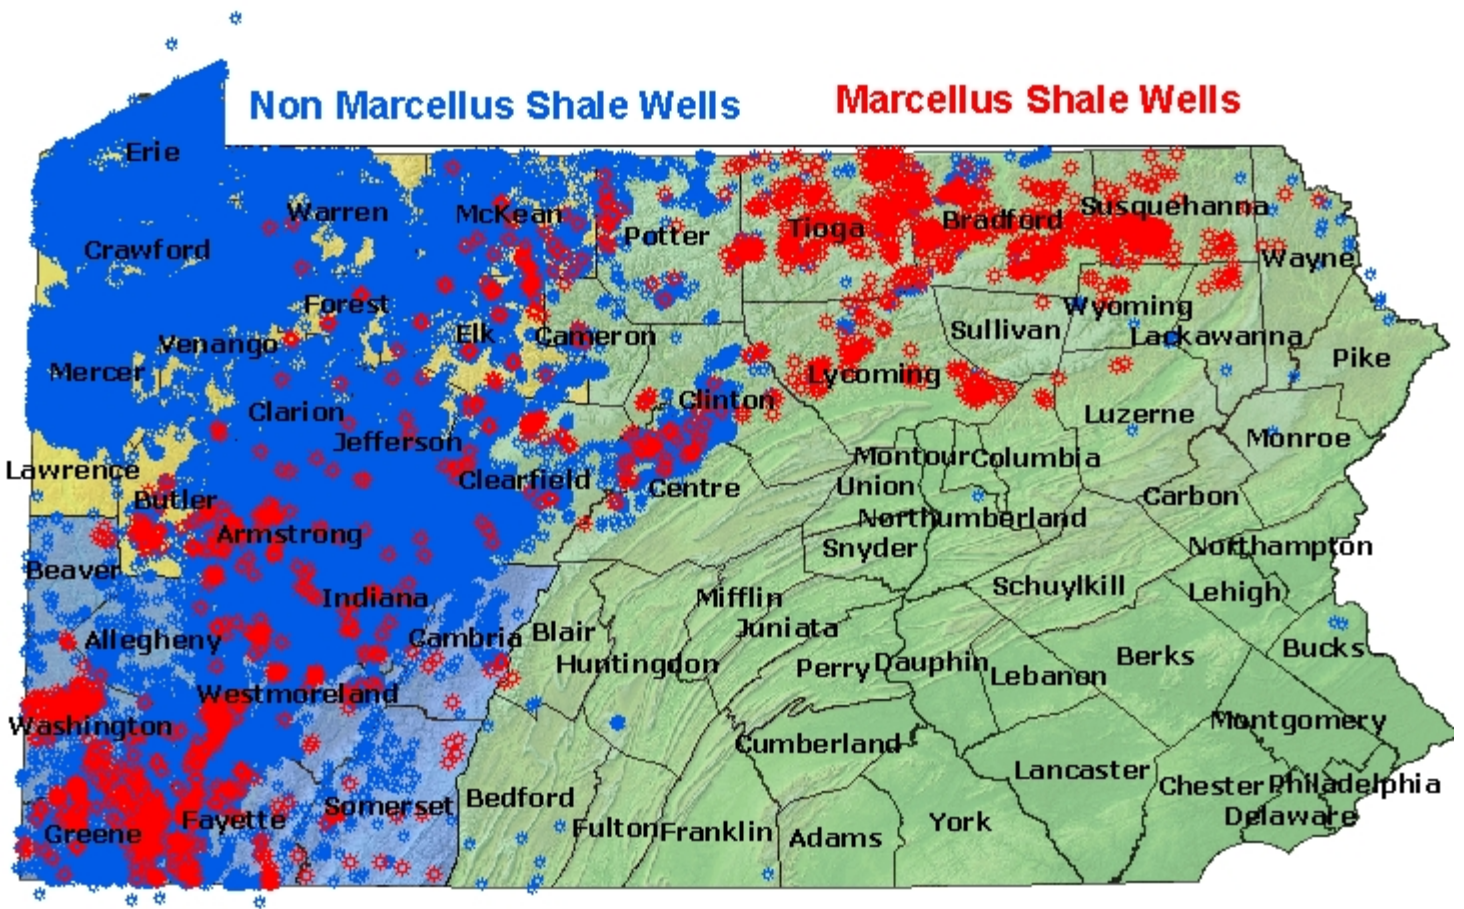 Non Marcellus Shale Wells
Marcellus Shale Wells
Erie
Warren
McKean
Potter
Tioga
Bradford
Susquehanna
Crawford
Wayne
Forest
Wyoming
Venango
Elk
Cameron
Sullivan
Lackawanna
Mercer
Lycoming
Pike
Clarion
Clinton
Luzerne
Jefferson
Monroe
Lawrence
Clearfield
Centre
Montour
Columbia
Butler
Union
Carbon
Armstrong
Northumberland
Beaver
Snyder
Northampton
Indiana
Mifflin
Schuylkill
Lehigh
Allegheny
Cambria
Blair
Juniata
Huntingdon
Perry
Dauphin
Lebanon
Berks
Bucks
Westmoreland
Washington
Cumberland
Montgomery
Lancaster
Chester
Philadelphia
Somerset
Bedford
Delaware
Greene
Fayette
Fulton
Franklin
Adams
York